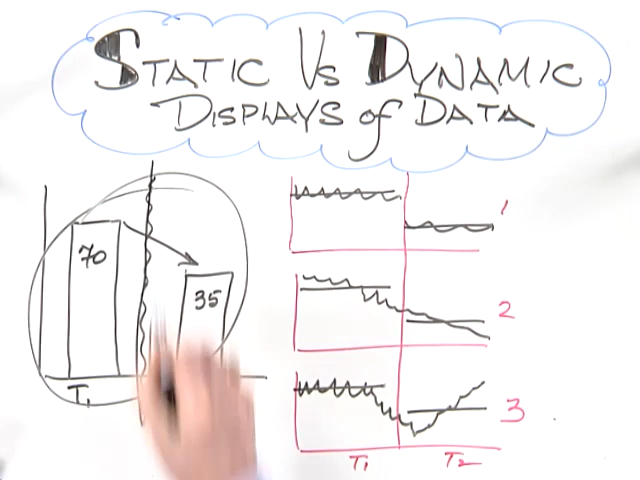 STATIC VS DYNAMIC
DISPLAYS of DATA
70
35
T1
1
2
3
T1 T2